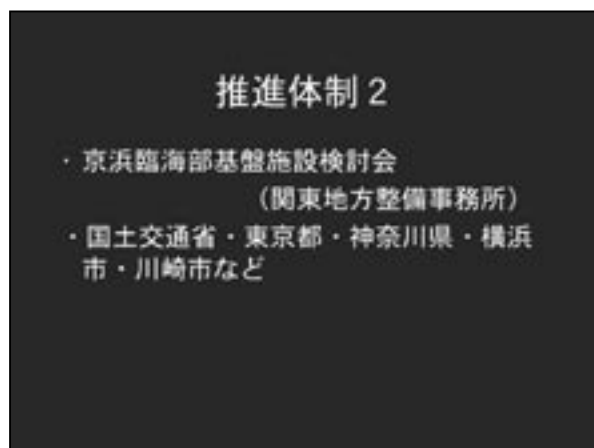 推進体制2
・京浜臨海部基盤施設検討会
（関東地方整備事務所）
・国土交通省・東京都・神奈川県・横浜
市・川崎市など